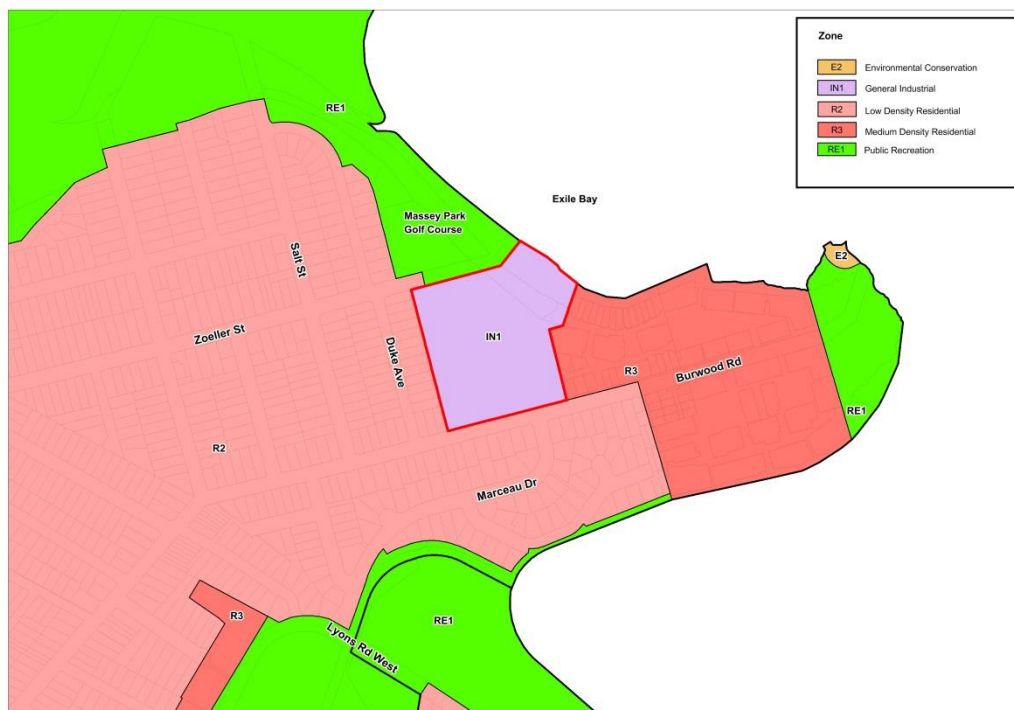 Zone
E2 Environmental Conservation
IN1 General Industrial
R2 Low Density Residential
R3 Medium Density Residential
RE1 Public Recreation
RE1
Exile Bay
Massey Park
Golf Course
Salt St
E2
Zoeller St
IN1
Duke Ave
R3
Burwood Rd
RE1
R2
Marceau Dr
R3
RE1
Lyons Rd West